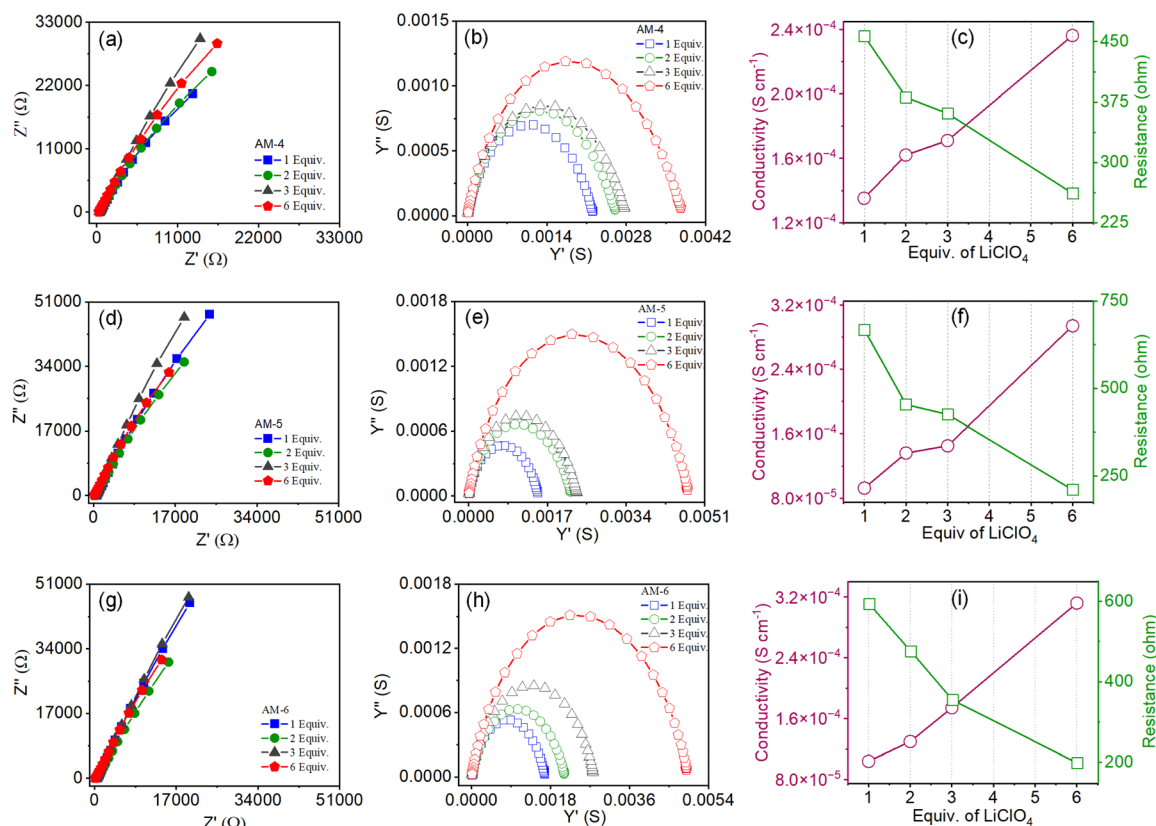 (a)
33000
22000
11000
0
Z'' (Ω)
AM-4
1 Equiv.
2 Equiv.
3 Equiv.
6 Equiv.
0 11000 22000 33000
Z' (Ω)
(b)
0.0015
0.0010
0.0005
0.0000
Y'' (S)
AM-4
1 Equiv.
2 Equiv.
3 Equiv.
6 Equiv.
0.0000 0.0014 0.0028 0.0042
Y' (S)
(c)
2.4×10⁻⁴
2.0×10⁻⁴
1.6×10⁻⁴
1.2×10⁻⁴
Conductivity (S cm⁻¹)
450
375
300
225
Resistance (ohm)
1 2 3 4 5 6
Equiv. of LiClO₄
(d)
51000
34000
17000
0
Z'' (Ω)
AM-5
1 Equiv.
2 Equiv.
3 Equiv.
6 Equiv.
0 17000 34000 51000
Z' (Ω)
(e)
0.0018
0.0012
0.0006
0.0000
Y'' (S)
AM-5
1 Equiv.
2 Equiv.
3 Equiv.
6 Equiv.
0.0000 0.0017 0.0034 0.0051
Y' (S)
(f)
3.2×10⁻⁴
2.4×10⁻⁴
1.6×10⁻⁴
8.0×10⁻⁵
Conductivity (S cm⁻¹)
750
600
450
250
Resistance (ohm)
1 2 3 4 5 6
Equiv of LiClO₄
(g)
51000
34000
17000
0
Z'' (Ω)
AM-6
1 Equiv.
2 Equiv.
3 Equiv.
6 Equiv.
0 17000 34000 51000
Z' (Ω)
(h)
0.0018
0.0012
0.0006
0.0000
Y'' (S)
AM-6
1 Equiv.
2 Equiv.
3 Equiv.
6 Equiv.
0.0000 0.0018 0.0036 0.0054
Y' (S)
(i)
3.2×10⁻⁴
2.4×10⁻⁴
1.6×10⁻⁴
8.0×10⁻⁵
Conductivity (S cm⁻¹)
600
400
200
Resistance (ohm)
1 2 3 4 5 6
Equiv. of LiClO₄